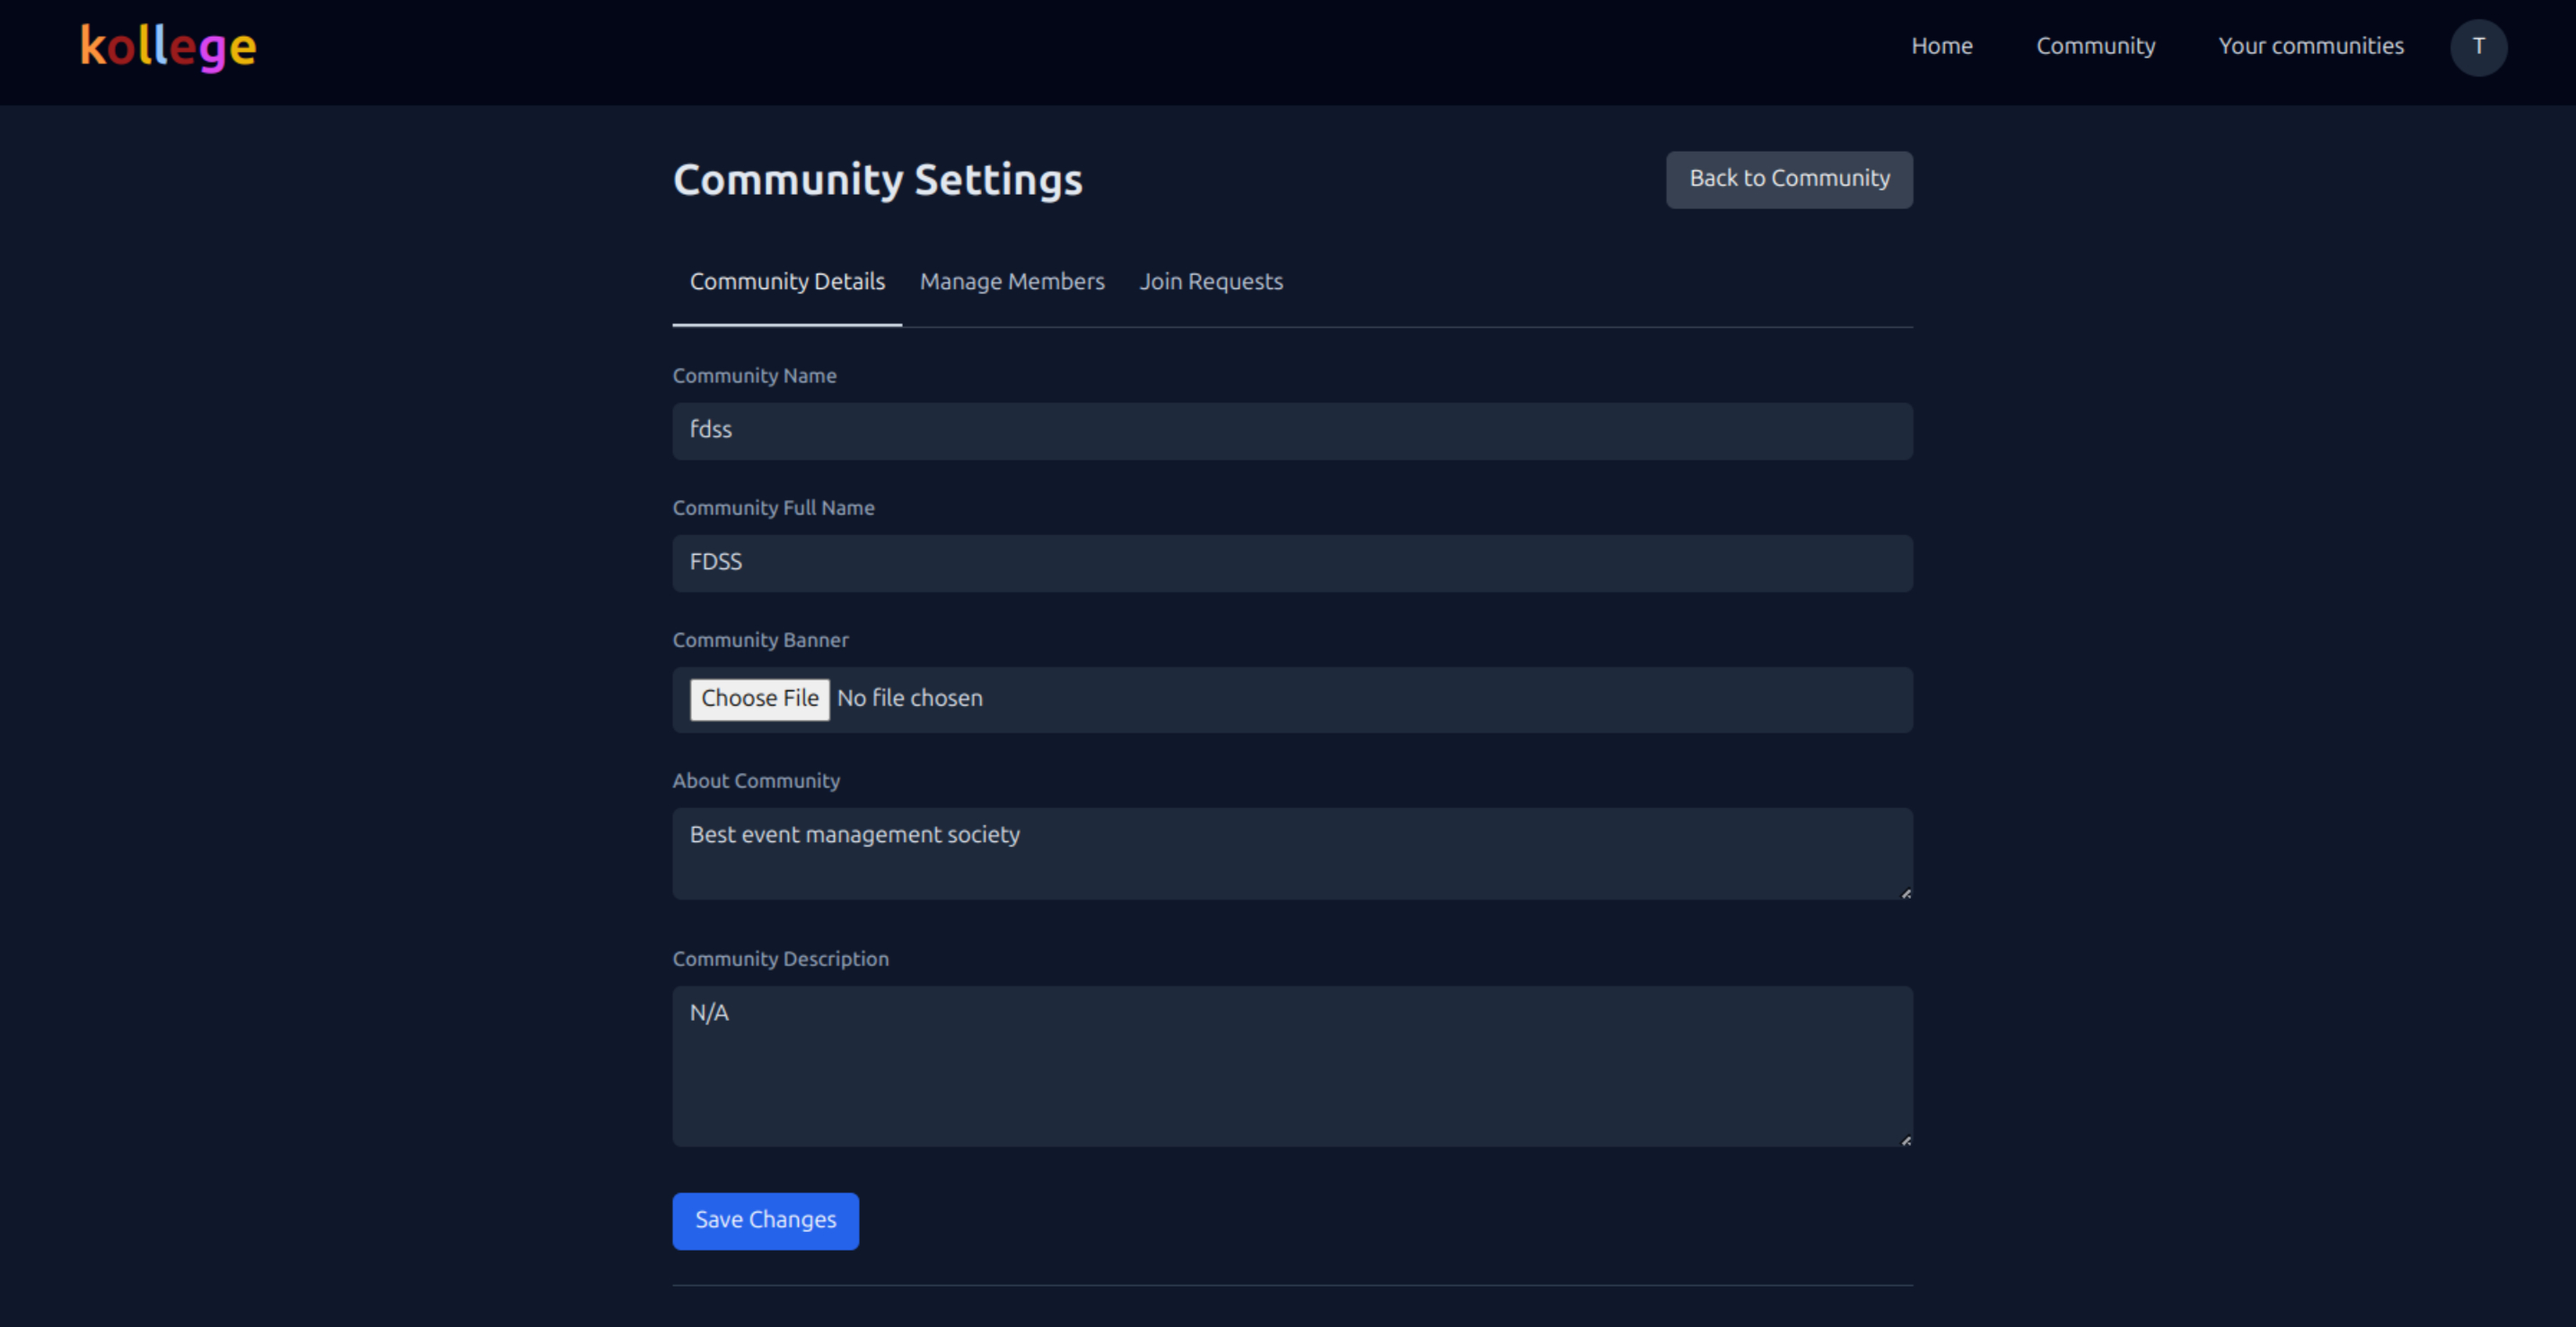 kollege
Home Community Your communities T
Community Settings Back to Community
Community Details Manage Members Join Requests
Community Name
fdss
Community Full Name
FDSS
Community Banner
Choose File No file chosen
About Community
Best event management society
Community Description
N/A
Save Changes